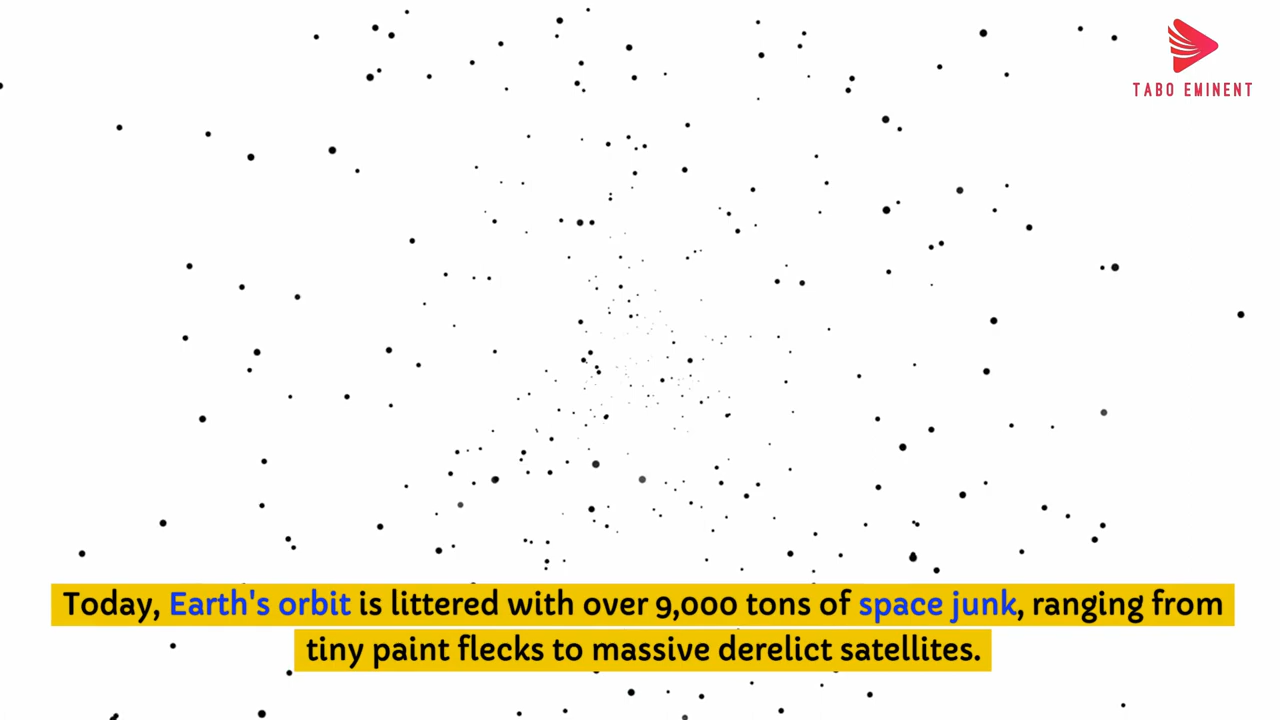 TABO EMINENT
Today, Earth's orbit is littered with over 9,000 tons of space junk, ranging from
tiny paint flecks to massive derelict satellites.